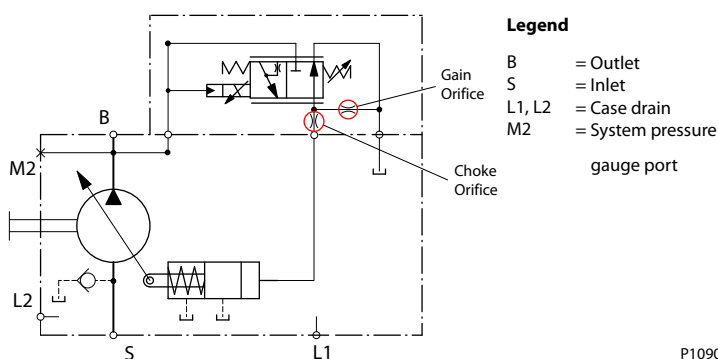 Legend
B = Outlet
S = Inlet
L1, L2 = Case drain
M2 = System pressure
gauge port
Gain
Orifice
B
M2
Choke
Orifice
L2
S
L1
P1090